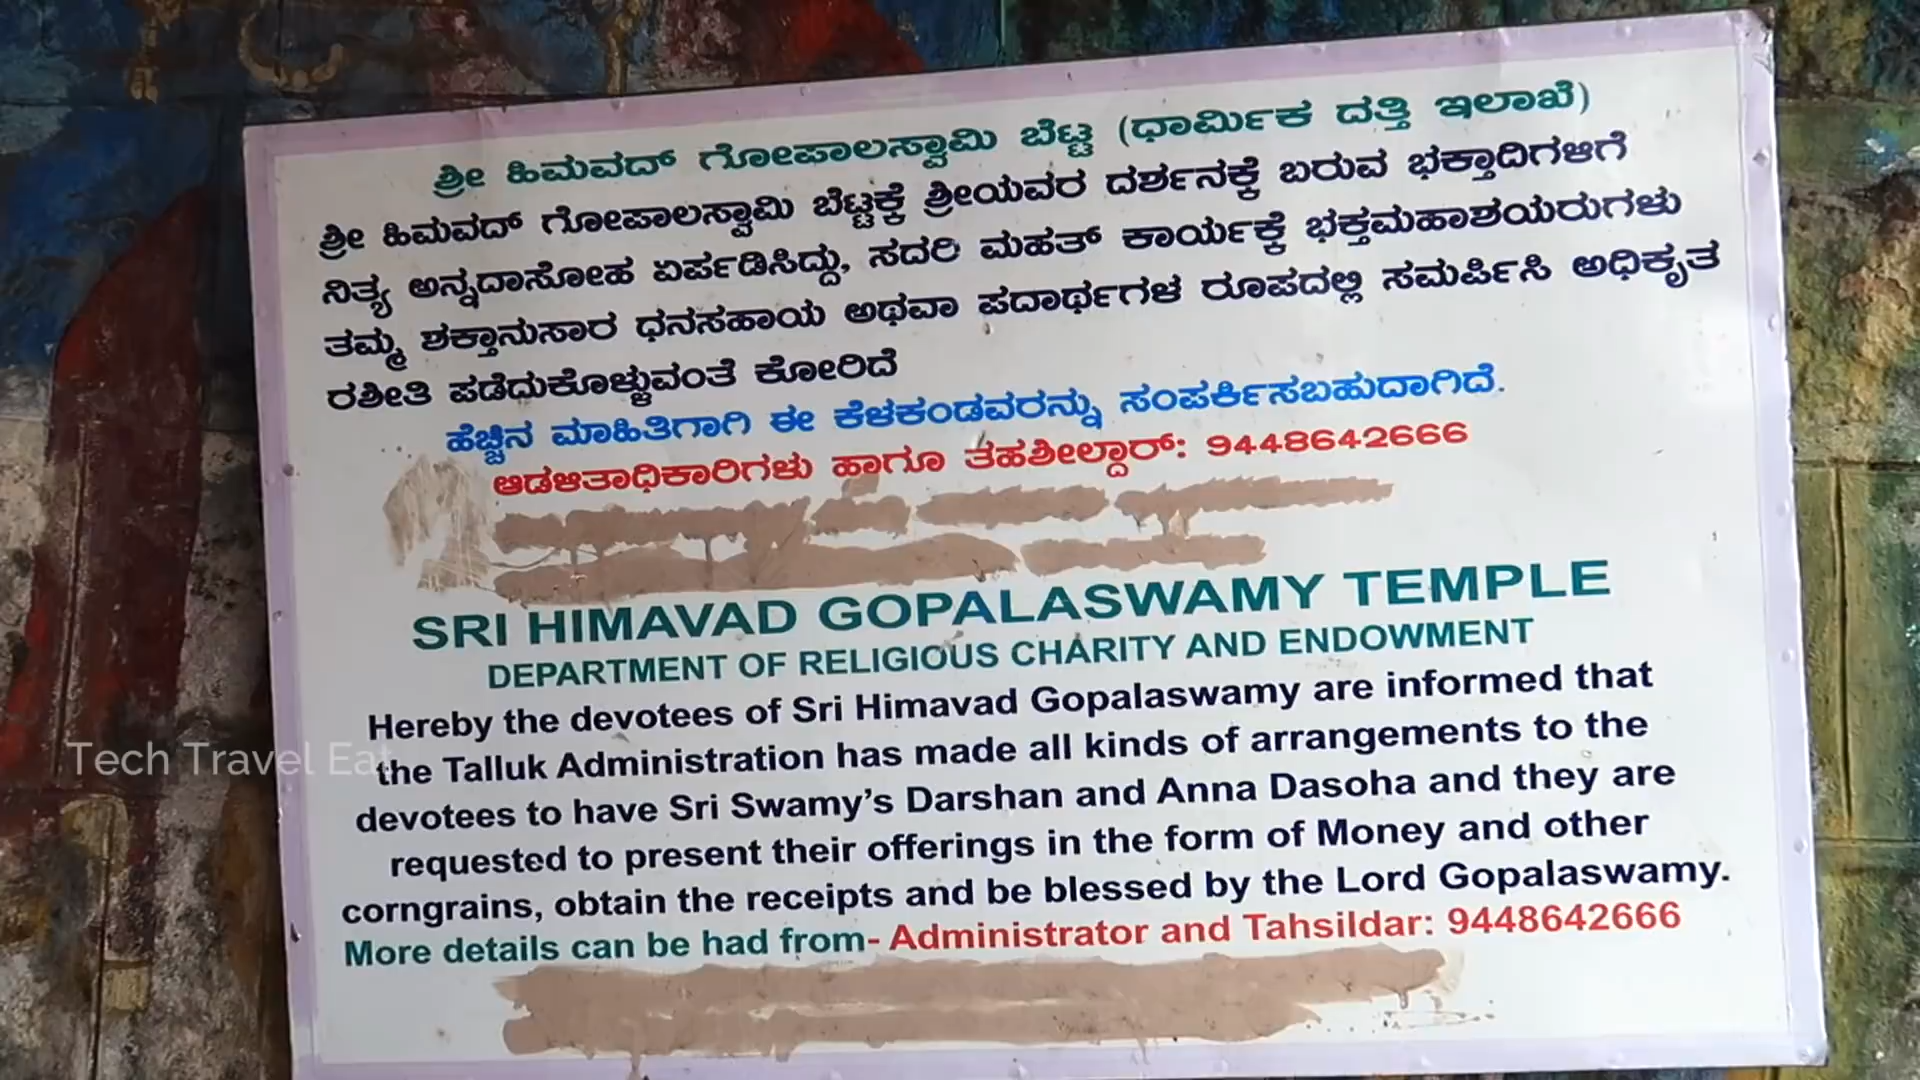 ಶ್ರೀ ಹಿಮವದ್ ಗೋಪಾಲಸ್ವಾಮಿ ಬೆಟ್ಟ (ಧಾರ್ಮಿಕ ದತ್ತಿ ಇಲಾಖೆ)
ಶ್ರೀ ಹಿಮವದ್ ಗೋಪಾಲಸ್ವಾಮಿ ಬೆಟ್ಟಕ್ಕೆ ಶ್ರೀಯವರ ದರ್ಶನಕ್ಕೆ ಬರುವ ಭಕ್ತಾದಿಗಳಿಗೆ
ನಿತ್ಯ ಅನ್ನದಾಸೋಹ ಏರ್ಪಡಿಸಿದ್ದು, ಸದರಿ ಮಹತ್ ಕಾರ್ಯಕ್ಕೆ ಭಕ್ತಮಹಾಶಯರುಗಳು
ತಮ್ಮ ಶಕ್ತಾನುಸಾರ ಧನಸಹಾಯ ಅಥವಾ ಪದಾರ್ಥಗಳ ರೂಪದಲ್ಲಿ ಸಮರ್ಪಿಸಿ ಅಧಿಕೃತ
ರಶೀತಿ ಪಡೆದುಕೊಳ್ಳುವಂತೆ ಕೋರಿದೆ
ಹೆಚ್ಚಿನ ಮಾಹಿತಿಗಾಗಿ ಈ ಕೆಳಕಂಡವರನ್ನು ಸಂಪರ್ಕಿಸಬಹುದಾಗಿದೆ.
ಆಡಳಿತಾಧಿಕಾರಿಗಳು ಹಾಗೂ ತಹಶೀಲ್ದಾರ್: 9448642666
SRI HIMAVAD GOPALASWAMY TEMPLE
DEPARTMENT OF RELIGIOUS CHARITY AND ENDOWMENT
Hereby the devotees of Sri Himavad Gopalaswamy are informed that
the Talluk Administration has made all kinds of arrangements to the
devotees to have Sri Swamy's Darshan and Anna Dasoha and they are
requested to present their offerings in the form of Money and other
corngrains, obtain the receipts and be blessed by the Lord Gopalaswamy.
More details can be had from- Administrator and Tahsildar: 9448642666
Tech Travel Eat